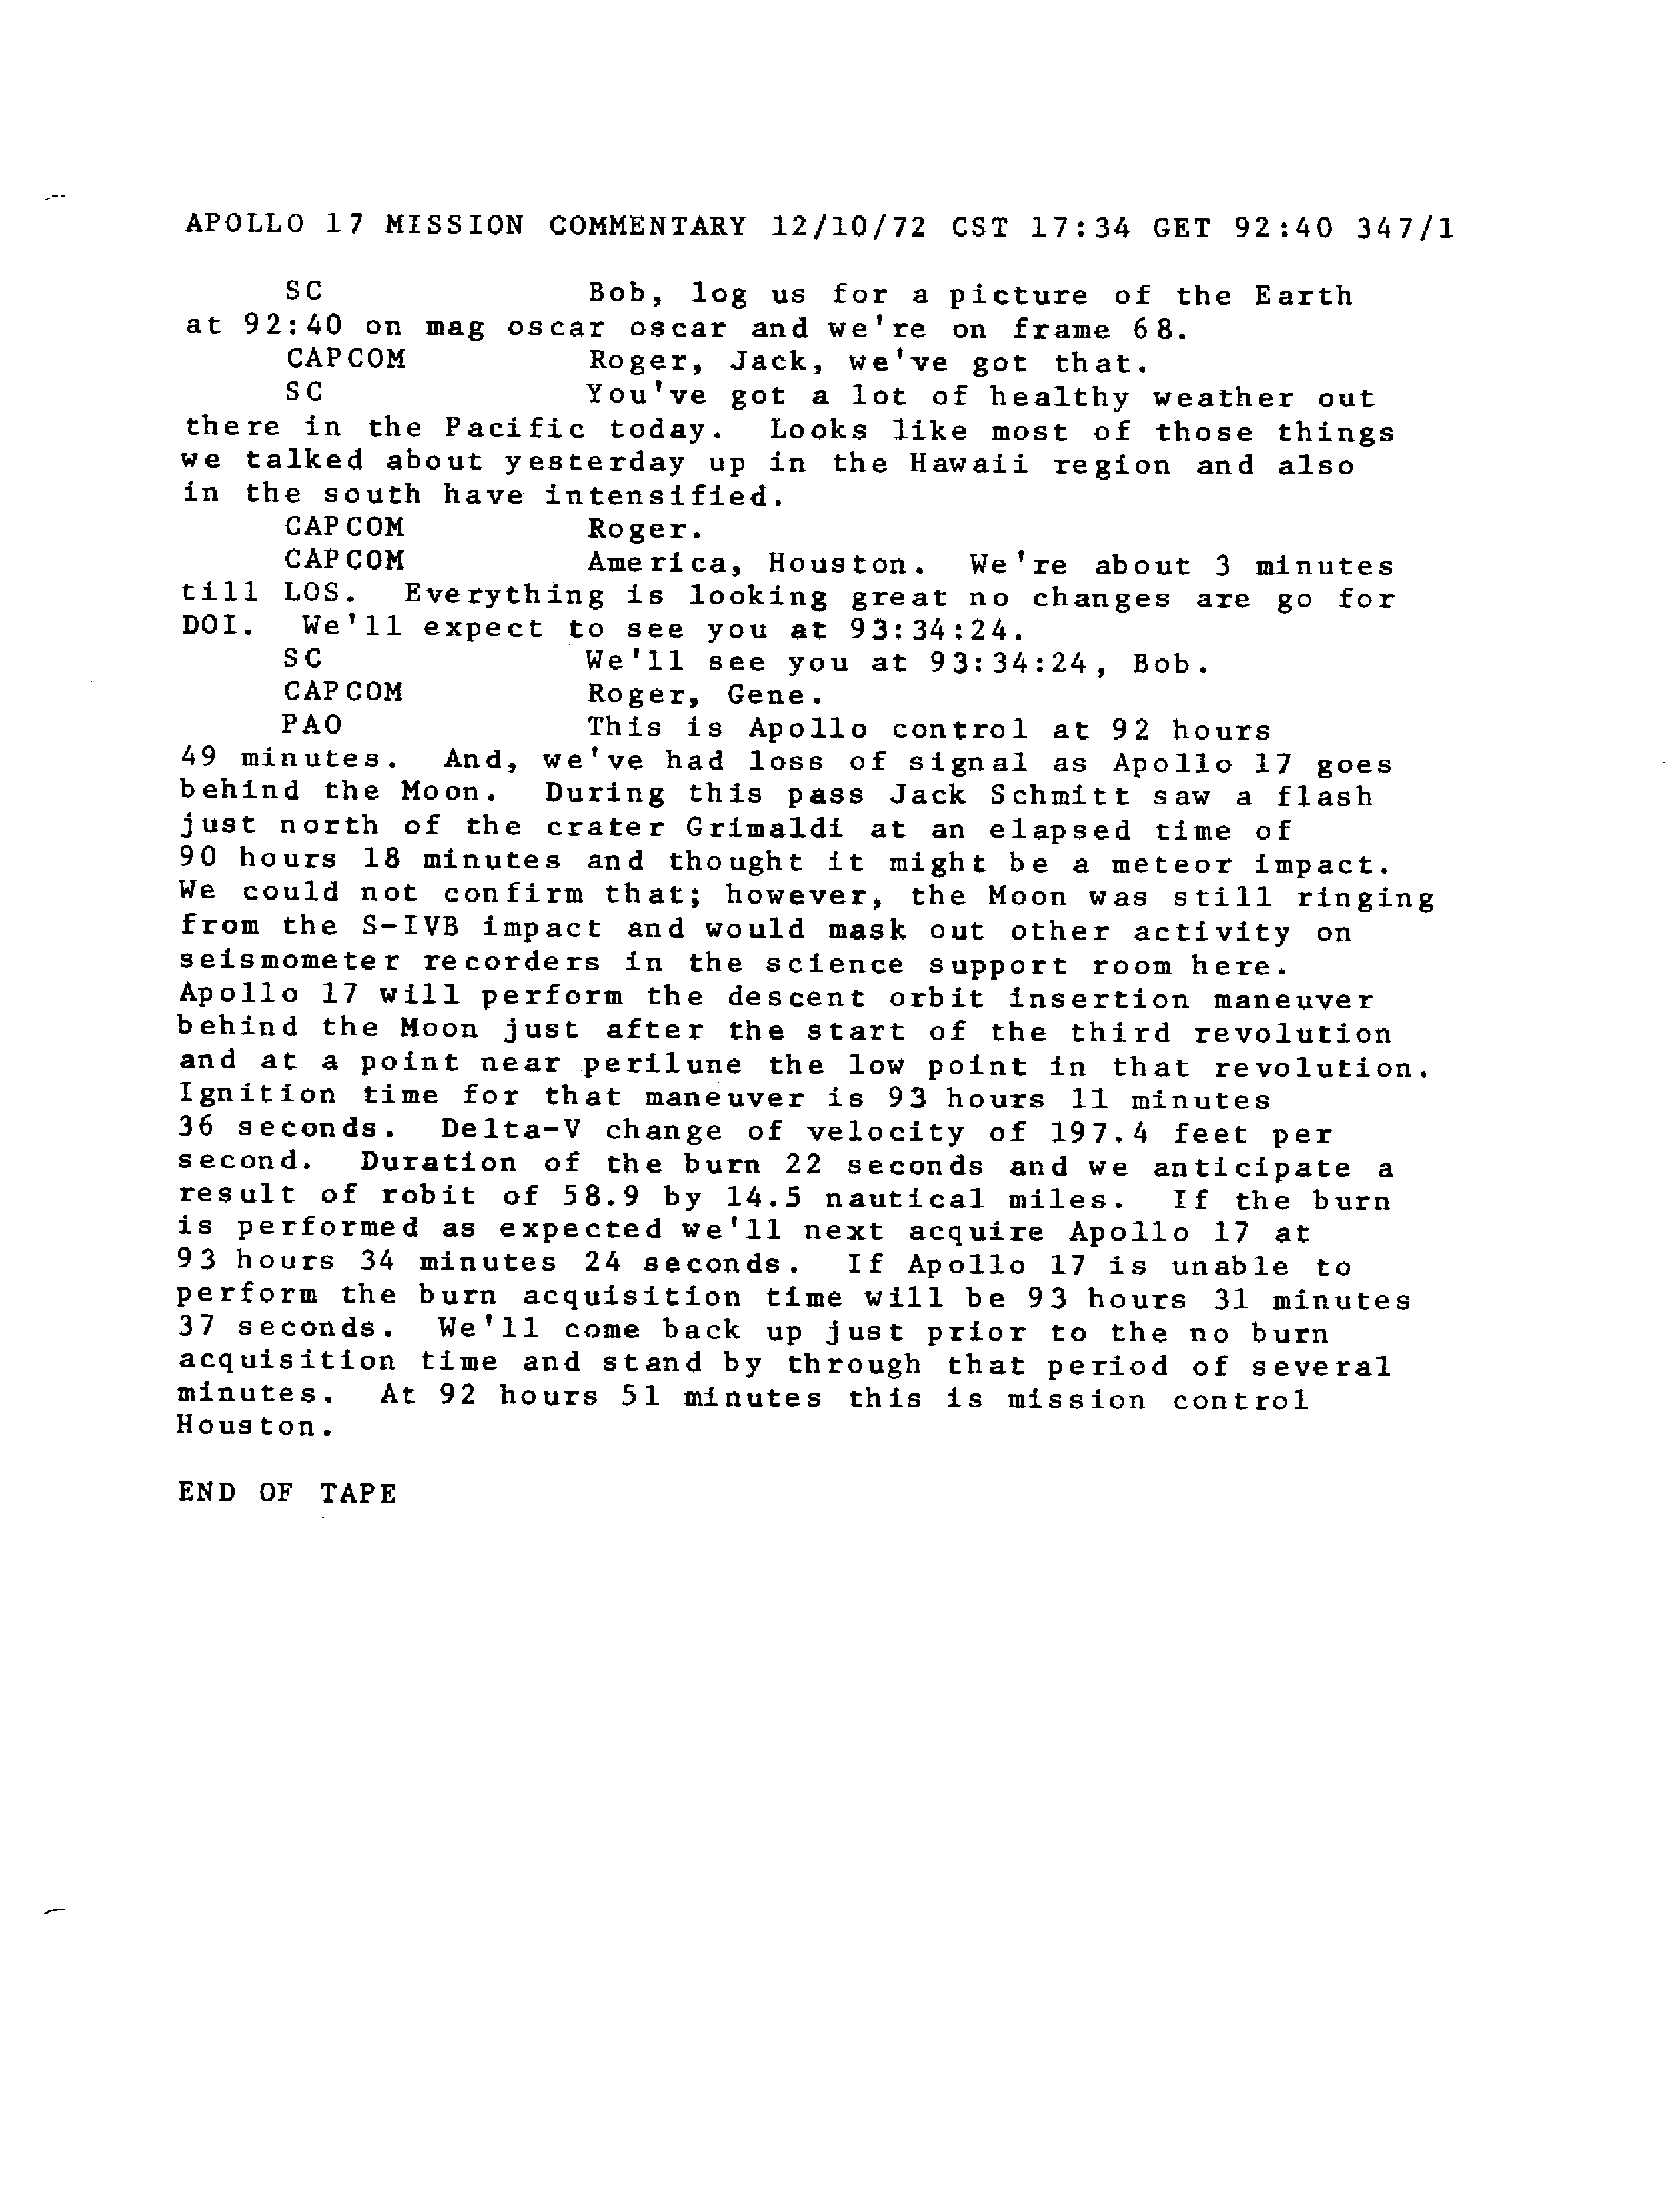 APOLLO 17 MISSION COMMENTARY 12/10/72 CST 17:34 GET 92:40 347/1
SC Bob, log us for a picture of the Earth
at 92:40 on mag oscar oscar and we're on frame 68.
CAPCOM Roger, Jack, we've got that.
SC You've got a lot of healthy weather out
there in the Pacific today. Looks like most of those things
we talked about yesterday up in the Hawaii region and also
in the south have intensified.
CAPCOM Roger.
CAPCOM America, Houston. We're about 3 minutes
till LOS. Everything is looking great no changes are go for
DOI. We'll expect to see you at 93:34:24.
SC We'll see you at 93:34:24, Bob.
CAPCOM Roger, Gene.
PAO This is Apollo control at 92 hours
49 minutes. And, we've had loss of signal as Apollo 17 goes
behind the Moon. During this pass Jack Schmitt saw a flash
just north of the crater Grimaldi at an elapsed time of
90 hours 18 minutes and thought it might be a meteor impact.
We could not confirm that; however, the Moon was still ringing
from the S-IVB impact and would mask out other activity on
seismometer recorders in the science support room here.
Apollo 17 will perform the descent orbit insertion maneuver
behind the Moon just after the start of the third revolution
and at a point near perilune the low point in that revolution.
Ignition time for that maneuver is 93 hours 11 minutes
36 seconds. Delta-V change of velocity of 197.4 feet per
second. Duration of the burn 22 seconds and we anticipate a
result of robit of 58.9 by 14.5 nautical miles. If the burn
is performed as expected we'll next acquire Apollo 17 at
93 hours 34 minutes 24 seconds. If Apollo 17 is unable to
perform the burn acquisition time will be 93 hours 31 minutes
37 seconds. We'll come back up just prior to the no burn
acquisition time and stand by through that period of several
minutes. At 92 hours 51 minutes this is mission control
Houston.
END OF TAPE